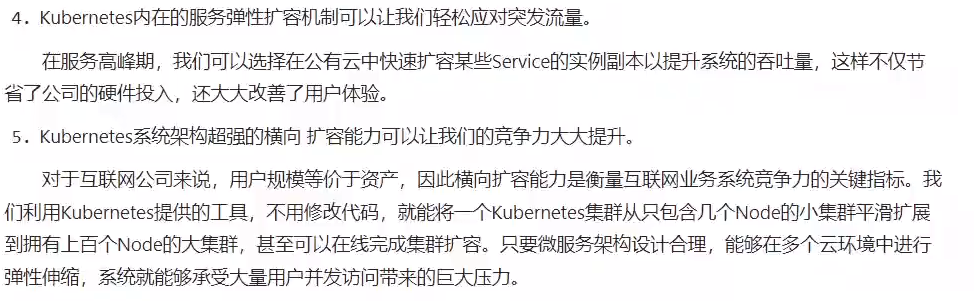 4．Kubernetes内在的服务弹性扩容机制可以让我们轻松应对突发流量。
在服务高峰期，我们可以选择在公有云中快速扩容某些Service的实例副本以提升系统的吞吐量，这样不仅节
省了公司的硬件投入，还大大改善了用户体验。
5．Kubernetes系统架构超强的横向 扩容能力可以让我们的竞争力大大提升。
对于互联网公司来说，用户规模等价于资产，因此横向扩容能力是衡量互联网业务系统竞争力的关键指标。我
们利用Kubernetes提供的工具，不用修改代码，就能将一个Kubernetes集群从只包含几个Node的小集群平滑扩展
到拥有上百个Node的大集群，甚至可以在线完成集群扩容。只要微服务架构设计合理，能够在多个云环境中进行
弹性伸缩，系统就能够承受大量用户并发访问带来的巨大压力。